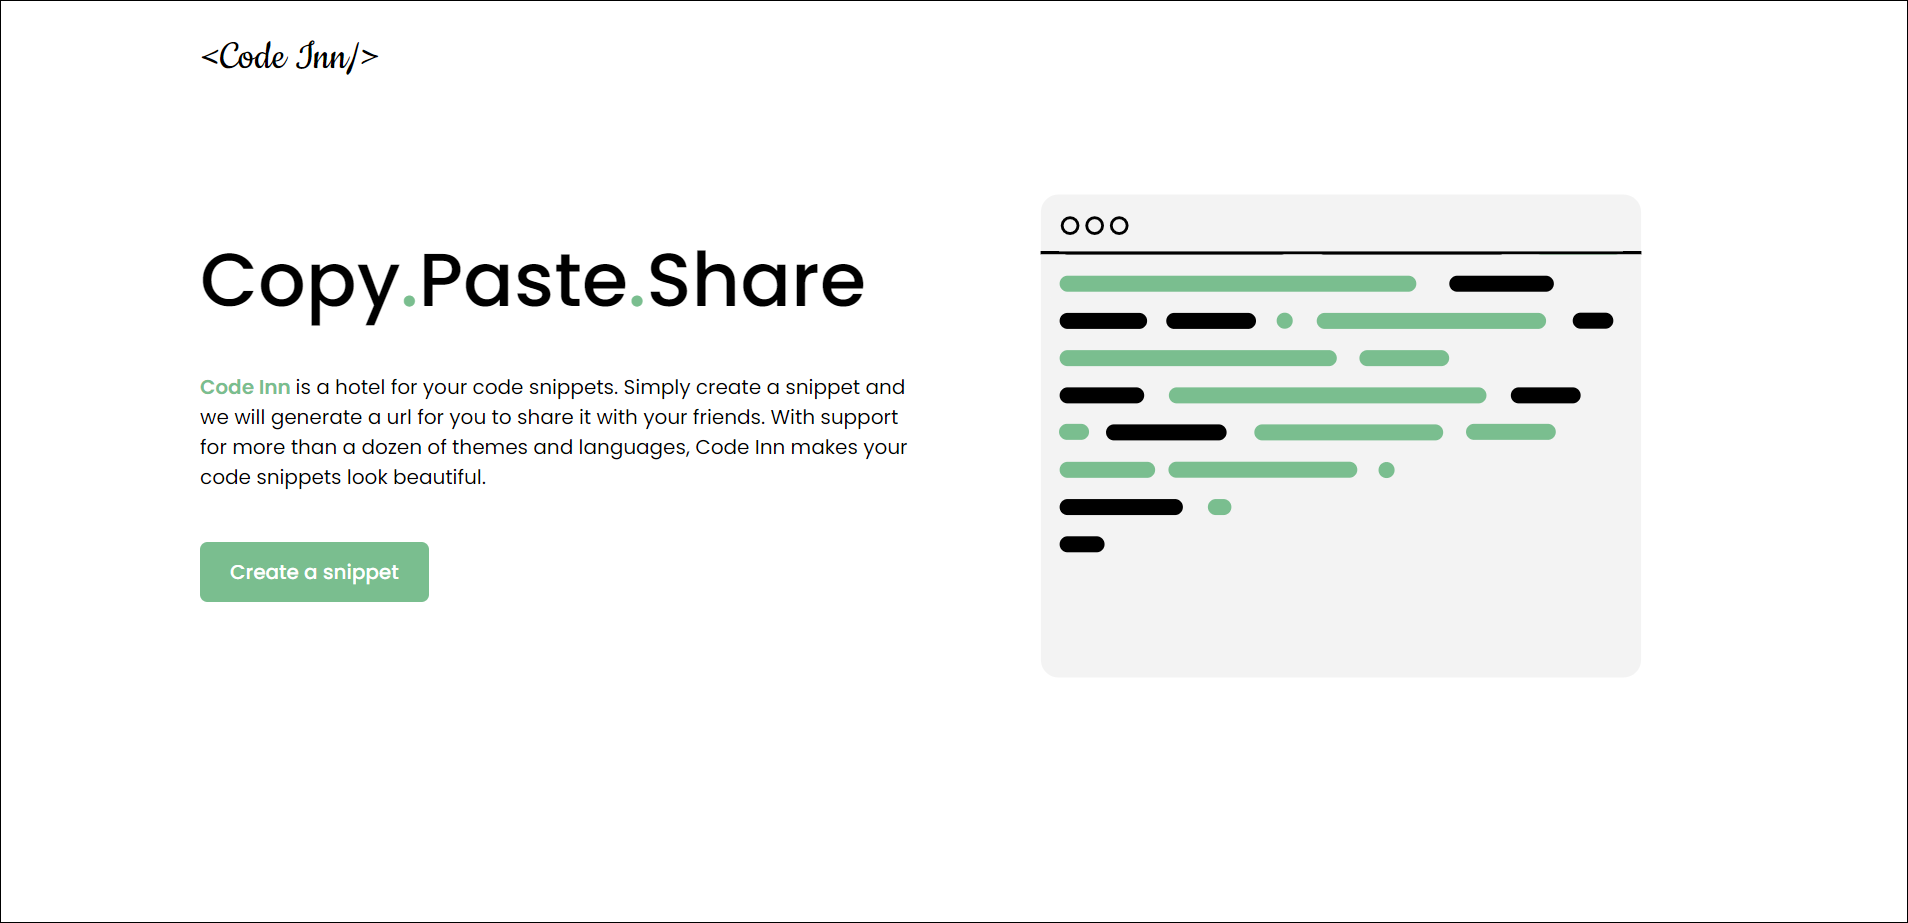 <Code Inn/>
Copy.Paste.Share
Code Inn is a hotel for your code snippets. Simply create a snippet and
we will generate a url for you to share it with your friends. With support
for more than a dozen of themes and languages, Code Inn makes your
code snippets look beautiful.
Create a snippet